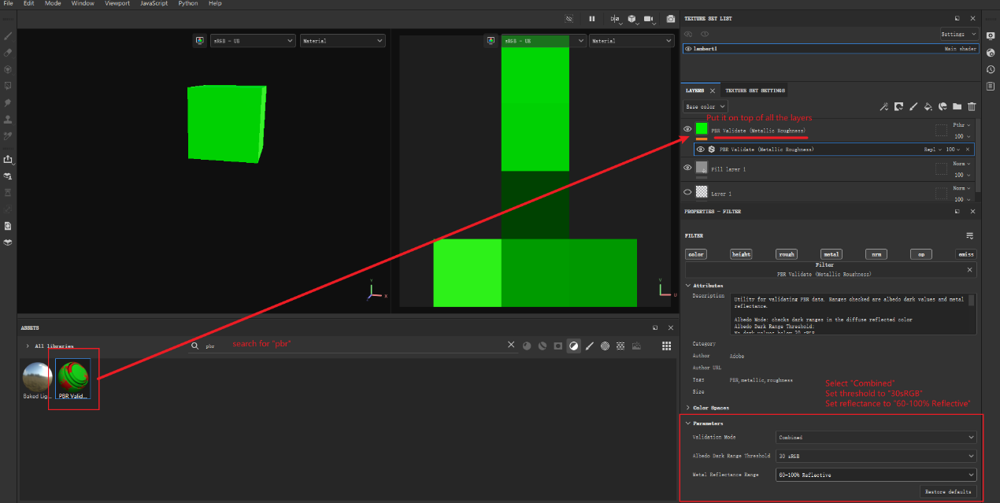 File Edit Mode Window Viewport JavaScript Python Help
sRGB - UE
Material
sRGB - UE
Material
Y
X
V
U
TEXTURE SET LIST
Settings
lambert1
Main shader
LAYERS
TEXTURE SET SETTINGS
Base color
Put it on top of all the layers
PBR Validate (Metallic Roughness)
Pthr
100
PBR Validate (Metallic Roughness)
Repl
100
Fill layer 1
Norm
100
Layer 1
Norm
100
PROPERTIES - FILTER
FILTER
color height rough metal nrm op emiss
Filter
PBR Validate (Metallic Roughness)
Attributes
Description
Utility for validating PBR data. Ranges checked are albedo dark values and metal
reflectance.
Albedo Mode: checks dark ranges in the diffuse reflected color
Albedo Dark Range Threshold:
No dark values below 30 sRGB
Category
Author
Adobe
Author URL
Tags
PBR,metallic,roughness
Size
Select "Combined"
Set threshold to "30sRGB"
Set reflectance to "60-100% Reflective"
Color Spaces
Parameters
Validation Mode
Combined
Albedo Dark Range Threshold
30 sRGB
Metal Reflectance Range
60-100% Reflective
Restore defaults
ASSETS
All libraries
pbr
search for "pbr"
Baked Lig...
PBR Valid...